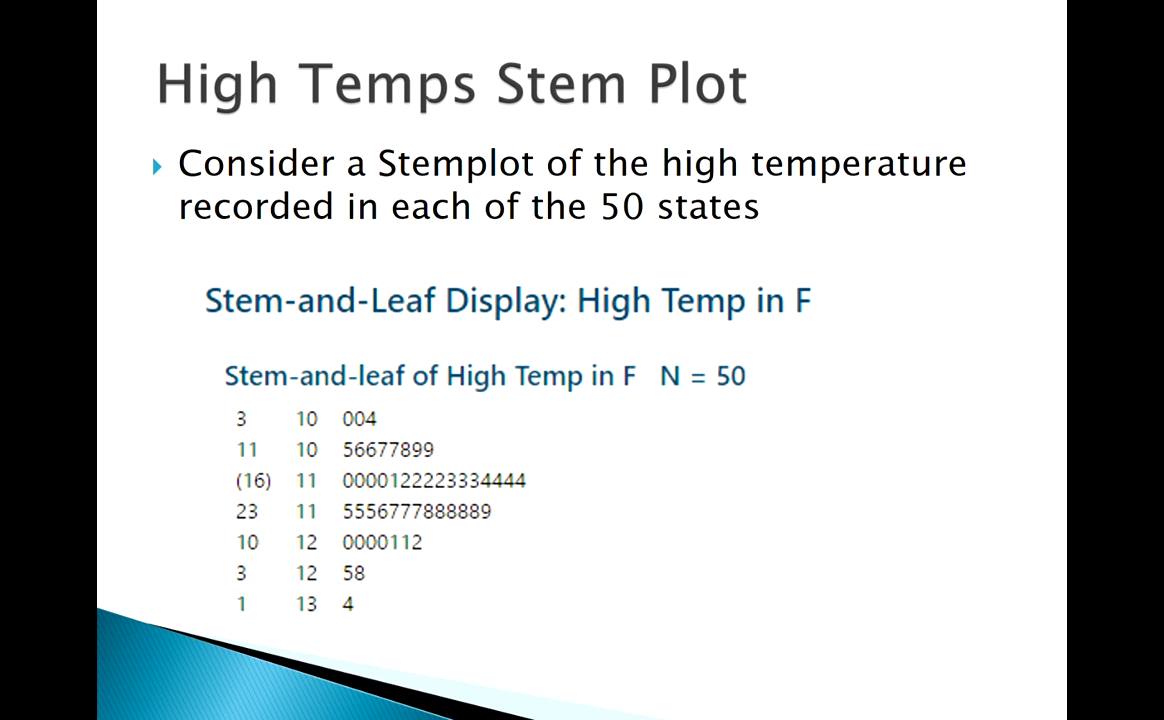 High Temps Stem Plot
Consider a Stemplot of the high temperature
recorded in each of the 50 states
Stem-and-Leaf Display: High Temp in F
Stem-and-leaf of High Temp in F N = 50
3 10 004
11 10 56677899
(16) 11 0000122223334444
23 11 5556777888889
10 12 0000112
3 12 58
1 13 4